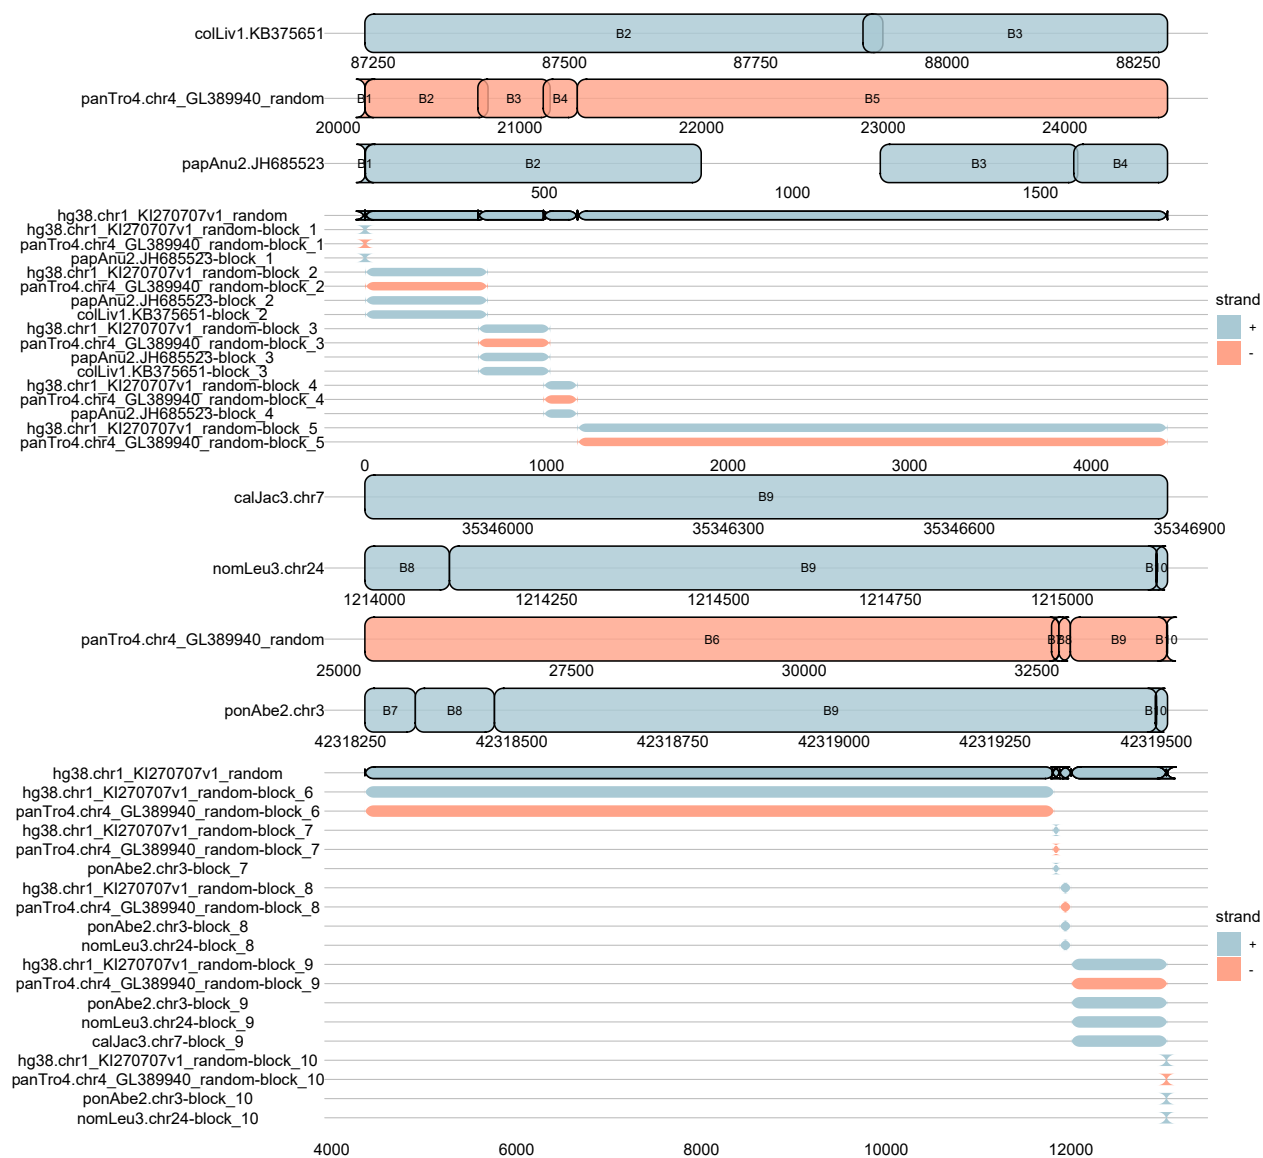 colLiv1.KB375651 B2 B3
87250 87500 87750 88000 88250
panTro4.chr4_GL389940_random B1 B2 B3 B4 B5
20000 21000 22000 23000 24000
papAnu2.JH685523 B1 B2 B3 B4
500 1000 1500
hg38.chr1_KI270707v1_random
hg38.chr1_KI270707v1_random-block_1
panTro4.chr4_GL389940_random-block_1
papAnu2.JH685523-block_1
hg38.chr1_KI270707v1_random-block_2
panTro4.chr4_GL389940_random-block_2
papAnu2.JH685523-block_2
colLiv1.KB375651-block_2
hg38.chr1_KI270707v1_random-block_3
panTro4.chr4_GL389940_random-block_3
papAnu2.JH685523-block_3
colLiv1.KB375651-block_3
hg38.chr1_KI270707v1_random-block_4
panTro4.chr4_GL389940_random-block_4
papAnu2.JH685523-block_4
hg38.chr1_KI270707v1_random-block_5
panTro4.chr4_GL389940_random-block_5
0 1000 2000 3000 4000
strand
+
-
calJac3.chr7 B9
35346000 35346300 35346600 35346900
nomLeu3.chr24 B8 B9 B10
1214000 1214250 1214500 1214750 1215000
panTro4.chr4_GL389940_random B6 B7 B8 B9 B10
25000 27500 30000 32500
ponAbe2.chr3 B7 B8 B9 B10
42318250 42318500 42318750 42319000 42319250 42319500
hg38.chr1_KI270707v1_random
hg38.chr1_KI270707v1_random-block_6
panTro4.chr4_GL389940_random-block_6
hg38.chr1_KI270707v1_random-block_7
panTro4.chr4_GL389940_random-block_7
ponAbe2.chr3-block_7
hg38.chr1_KI270707v1_random-block_8
panTro4.chr4_GL389940_random-block_8
ponAbe2.chr3-block_8
nomLeu3.chr24-block_8
hg38.chr1_KI270707v1_random-block_9
panTro4.chr4_GL389940_random-block_9
ponAbe2.chr3-block_9
nomLeu3.chr24-block_9
calJac3.chr7-block_9
hg38.chr1_KI270707v1_random-block_10
panTro4.chr4_GL389940_random-block_10
ponAbe2.chr3-block_10
nomLeu3.chr24-block_10
4000 6000 8000 10000 12000
strand
+
-